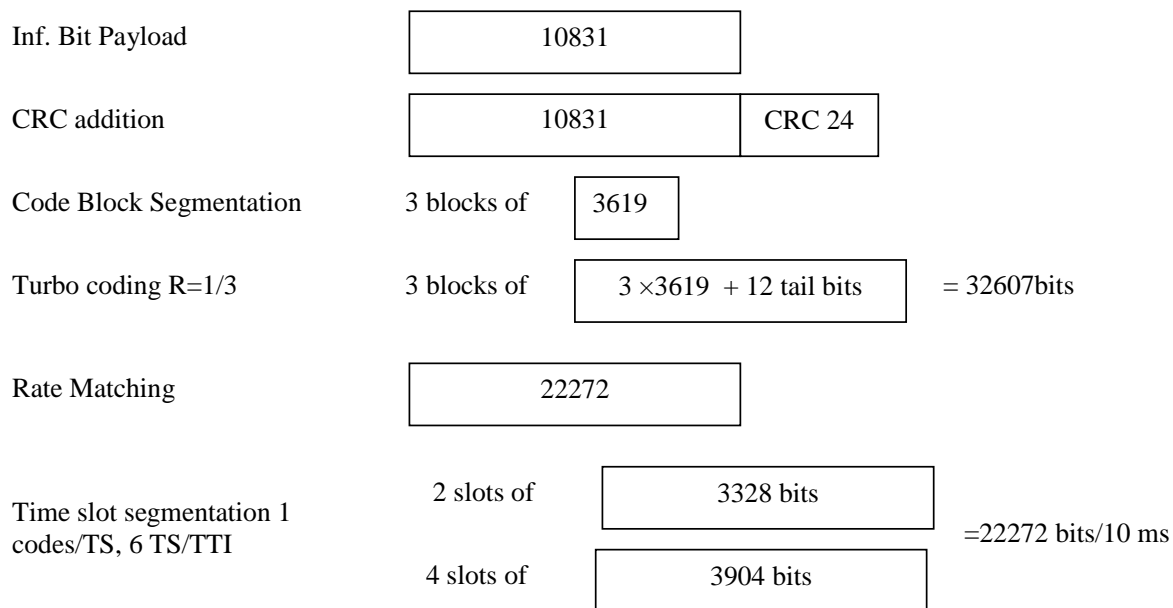 Inf. Bit Payload 10831
CRC addition 10831 CRC 24
Code Block Segmentation 3 blocks of 3619
Turbo coding R=1/3 3 blocks of 3 ×3619 + 12 tail bits = 32607bits
Rate Matching 22272
2 slots of 3328 bits
Time slot segmentation 1
codes/TS, 6 TS/TTI
=22272 bits/10 ms
4 slots of 3904 bits